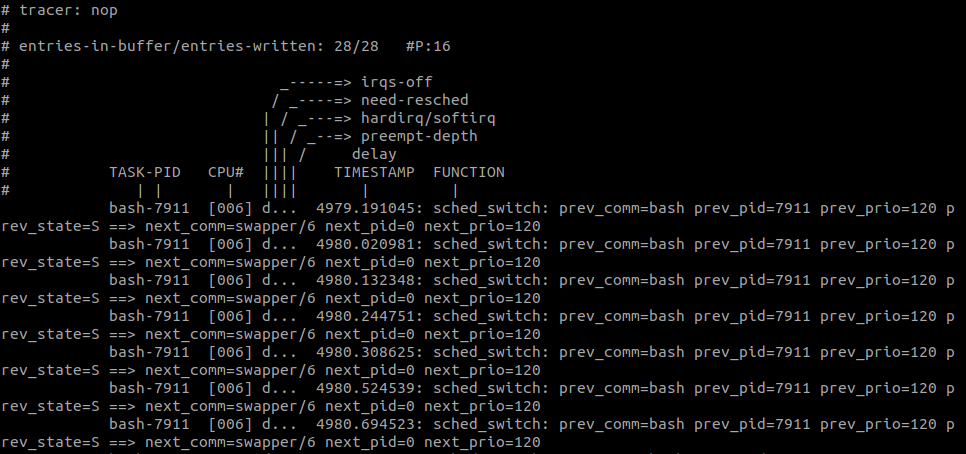 # tracer: nop
#
# entries-in-buffer/entries-written: 28/28   #P:16
#
#                              _-----=> irqs-off
#                             / _----=> need-resched
#                            | / _---=> hardirq/softirq
#                            || / _--=> preempt-depth
#                            ||| /     delay
#           TASK-PID   CPU#  ||||    TIMESTAMP  FUNCTION
#              | |         |   ||||       |         |
            bash-7911  [006] d...  4979.191045: sched_switch: prev_comm=bash prev_pid=7911 prev_prio=120 p
rev_state=S ==> next_comm=swapper/6 next_pid=0 next_prio=120
            bash-7911  [006] d...  4980.020981: sched_switch: prev_comm=bash prev_pid=7911 prev_prio=120 p
rev_state=S ==> next_comm=swapper/6 next_pid=0 next_prio=120
            bash-7911  [006] d...  4980.132348: sched_switch: prev_comm=bash prev_pid=7911 prev_prio=120 p
rev_state=S ==> next_comm=swapper/6 next_pid=0 next_prio=120
            bash-7911  [006] d...  4980.244751: sched_switch: prev_comm=bash prev_pid=7911 prev_prio=120 p
rev_state=S ==> next_comm=swapper/6 next_pid=0 next_prio=120
            bash-7911  [006] d...  4980.308625: sched_switch: prev_comm=bash prev_pid=7911 prev_prio=120 p
rev_state=S ==> next_comm=swapper/6 next_pid=0 next_prio=120
            bash-7911  [006] d...  4980.524539: sched_switch: prev_comm=bash prev_pid=7911 prev_prio=120 p
rev_state=S ==> next_comm=swapper/6 next_pid=0 next_prio=120
            bash-7911  [006] d...  4980.694523: sched_switch: prev_comm=bash prev_pid=7911 prev_prio=120 p
rev_state=S ==> next_comm=swapper/6 next_pid=0 next_prio=120